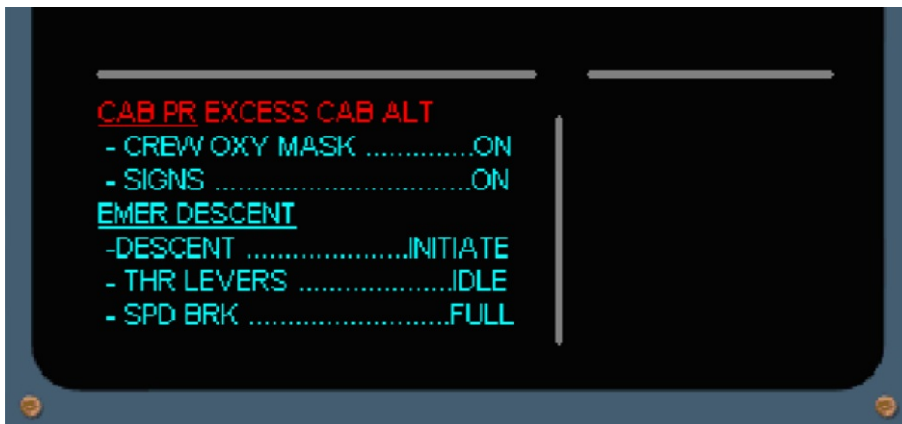 CAB PR EXCESS CAB ALT
- CREW OXY MASK ..............ON
- SIGNS .................................ON
EMER DESCENT
-DESCENT .....................INITIATE
- THR LEVERS ....................IDLE
- SPD BRK ..........................FULL